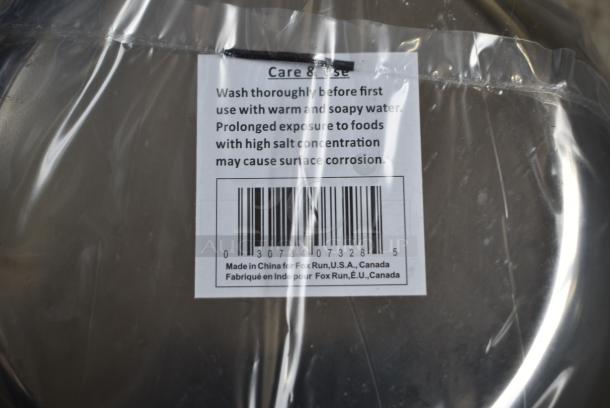 Care & Use
Wash thoroughly before first
use with warm and soapy water.
Prolonged exposure to foods
with high salt concentration
may cause surface corrosion.
0 30734 07328 5
Made in China for Fox Run,U.S.A., Canada
Fabriqué en Inde pour Fox Run,É.U.,Canada